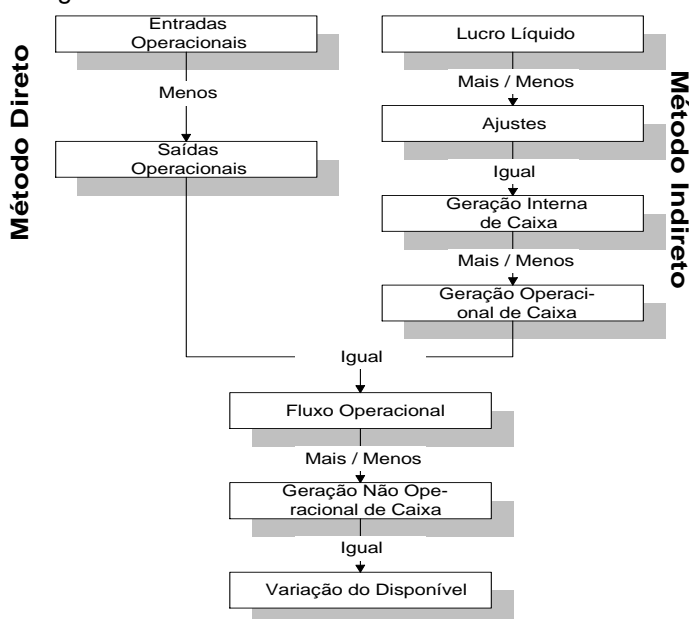 Método Direto
Entradas
Operacionais
Menos
Saídas
Operacionais
Lucro Líquido
Mais / Menos
Ajustes
Igual
Geração Interna
de Caixa
Mais / Menos
Geração Operaci-
onal de Caixa
Método Indireto
Igual
Fluxo Operacional
Mais / Menos
Geração Não Ope-
racional de Caixa
Igual
Variação do Disponível